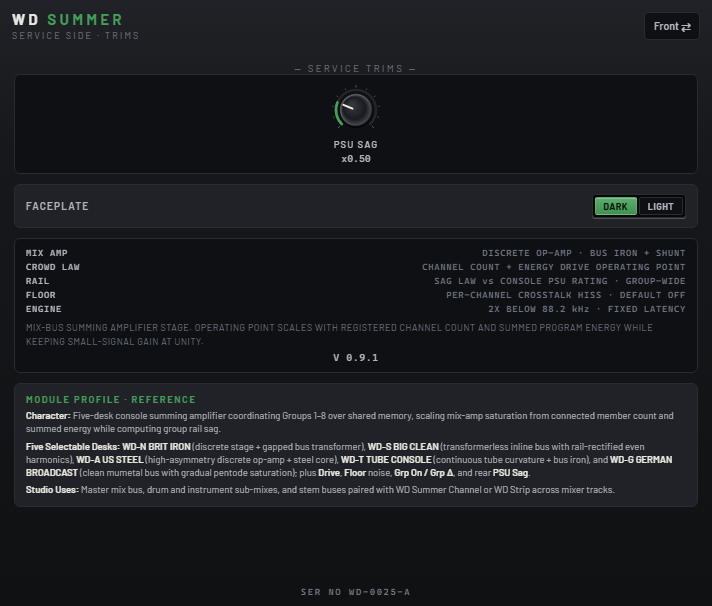 WD SUMMER
SERVICE SIDE · TRIMS
Front ⇄
— SERVICE TRIMS —
PSU SAG
x0.50
FACEPLATE
DARK
LIGHT
MIX AMP DISCRETE OP-AMP · BUS IRON + SHUNT
CROWD LAW CHANNEL COUNT + ENERGY DRIVE OPERATING POINT
RAIL SAG LAW vs CONSOLE PSU RATING · GROUP-WIDE
FLOOR PER-CHANNEL CROSSTALK HISS · DEFAULT OFF
ENGINE 2X BELOW 88.2 kHz · FIXED LATENCY
MIX-BUS SUMMING AMPLIFIER STAGE. OPERATING POINT SCALES WITH REGISTERED CHANNEL COUNT AND SUMMED PROGRAM ENERGY WHILE
KEEPING SMALL-SIGNAL GAIN AT UNITY.
V 0.9.1
MODULE PROFILE · REFERENCE
Character: Five-desk console summing amplifier coordinating Groups 1–8 over shared memory, scaling mix-amp saturation from connected member count and
summed energy while computing group rail sag.
Five Selectable Desks: WD-N BRIT IRON (discrete stage + gapped bus transformer), WD-S BIG CLEAN (transformerless inline bus with rail-rectified even
harmonics), WD-A US STEEL (high-asymmetry discrete op-amp + steel core), WD-T TUBE CONSOLE (continuous tube curvature + bus iron), and WD-G GERMAN
BROADCAST (clean mumetal bus with gradual pentode saturation); plus Drive, Floor noise, Grp On / Grp Δ, and rear PSU Sag.
Studio Uses: Master mix bus, drum and instrument sub-mixes, and stem buses paired with WD Summer Channel or WD Strip across mixer tracks.
SER NO WD-0025-A